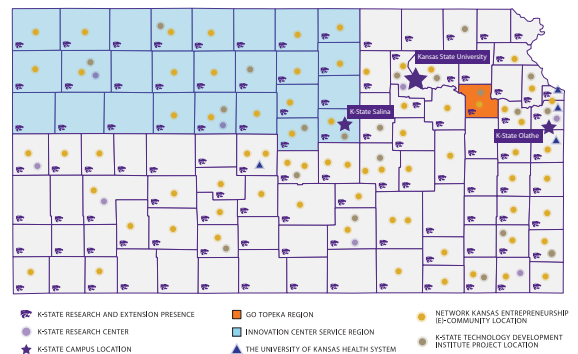 Kansas State University
K-State Salina
K-State Olathe
K-STATE RESEARCH AND EXTENSION PRESENCE
K-STATE RESEARCH CENTER
K-STATE CAMPUS LOCATION
GO TOPEKA REGION
INNOVATION CENTER SERVICE REGION
THE UNIVERSITY OF KANSAS HEALTH SYSTEM
NETWORK KANSAS ENTREPRENEURSHIP
(E)-COMMUNITY LOCATION
K-STATE TECHNOLOGY DEVELOPMENT
INSTITUTE PROJECT LOCATION